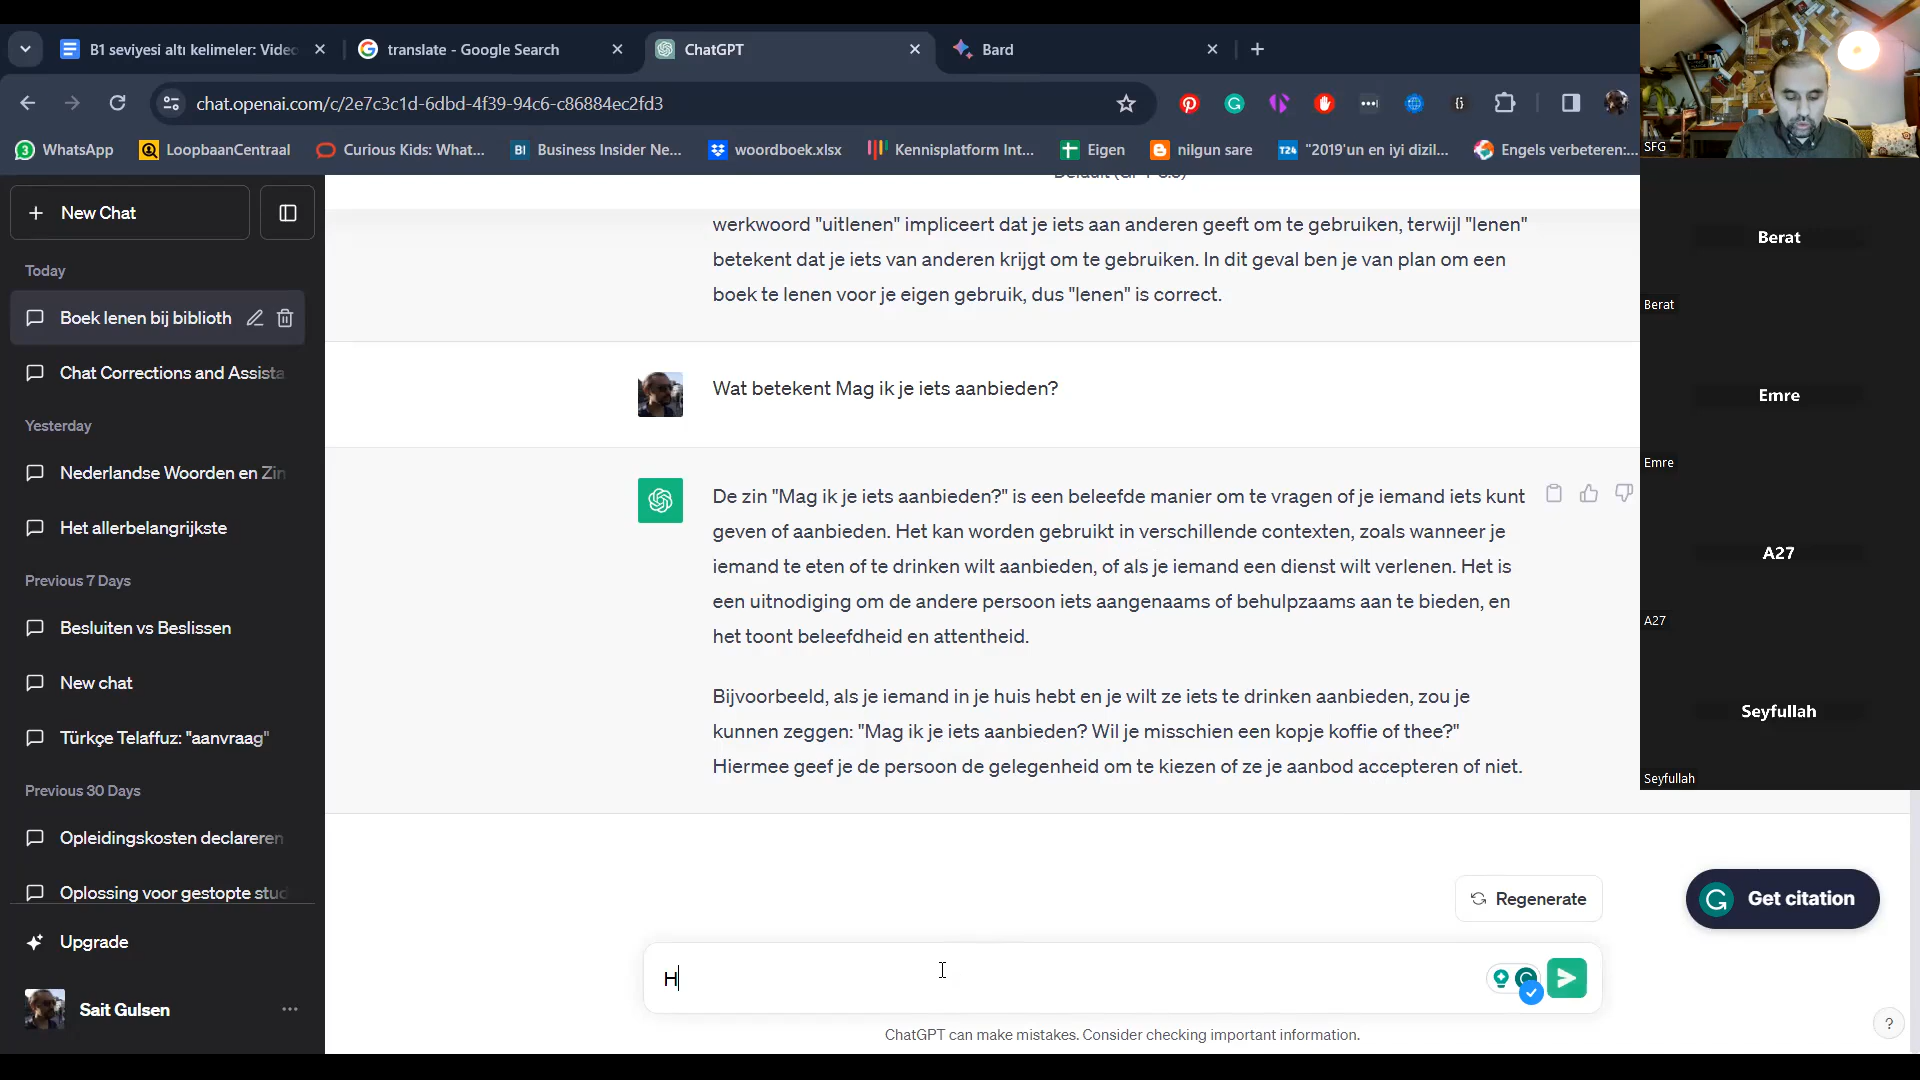 B1 seviyesi altı kelimeler: Video
translate - Google Search
ChatGPT
Bard
chat.openai.com/c/2e7c3c1d-6dbd-4f39-94c6-c86884ec2fd3
WhatsApp
LoopbaanCentraal
Curious Kids: What...
Business Insider Ne...
woordboek.xlsx
Kennisplatform Int...
Eigen
nilgun sare
"2019'un en iyi dizil...
Engels verbeteren:...
SFG
New Chat
Today
Boek lenen bij biblioth
Chat Corrections and Assista
Yesterday
Nederlandse Woorden en Zin
Het allerbelangrijkste
Previous 7 Days
Besluiten vs Beslissen
New chat
Türkçe Telaffuz: "aanvraag"
Previous 30 Days
Opleidingskosten declareren
Oplossing voor gestopte stud
Upgrade
Sait Gulsen
werkwoord "uitlenen" impliceert dat je iets aan anderen geeft om te gebruiken, terwijl "lenen"
betekent dat je iets van anderen krijgt om te gebruiken. In dit geval ben je van plan om een
boek te lenen voor je eigen gebruik, dus "lenen" is correct.
Wat betekent Mag ik je iets aanbieden?
De zin "Mag ik je iets aanbieden?" is een beleefde manier om te vragen of je iemand iets kunt
geven of aanbieden. Het kan worden gebruikt in verschillende contexten, zoals wanneer je
iemand te eten of te drinken wilt aanbieden, of als je iemand een dienst wilt verlenen. Het is
een uitnodiging om de andere persoon iets aangenaams of behulpzaams aan te bieden, en
het toont beleefdheid en attentheid.
Bijvoorbeeld, als je iemand in je huis hebt en je wilt ze iets te drinken aanbieden, zou je
kunnen zeggen: "Mag ik je iets aanbieden? Wil je misschien een kopje koffie of thee?"
Hiermee geef je de persoon de gelegenheid om te kiezen of ze je aanbod accepteren of niet.
Regenerate
Get citation
H
ChatGPT can make mistakes. Consider checking important information.
?
Berat
Berat
Emre
Emre
A27
A27
Seyfullah
Seyfullah